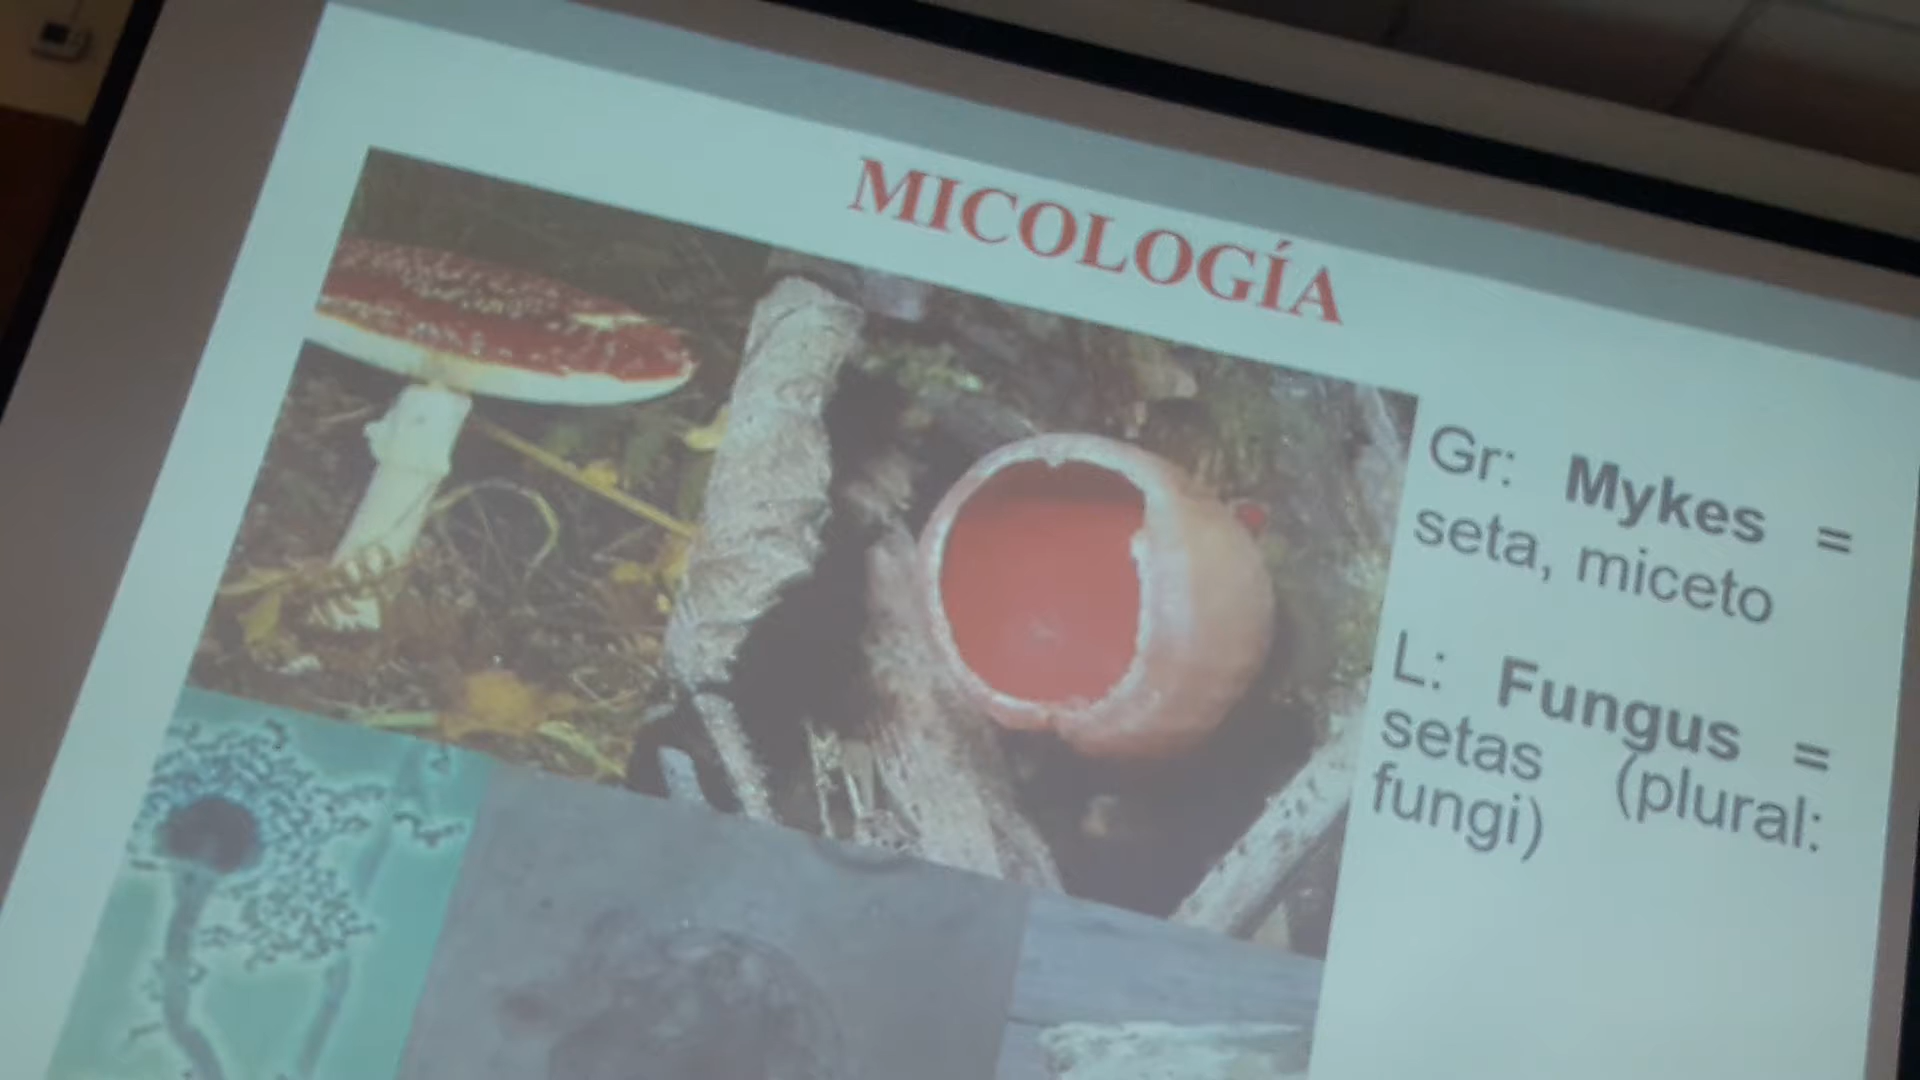 MICOLOGÍA
Gr: Mykes =
seta, miceto
L: Fungus =
setas (plural:
fungi)